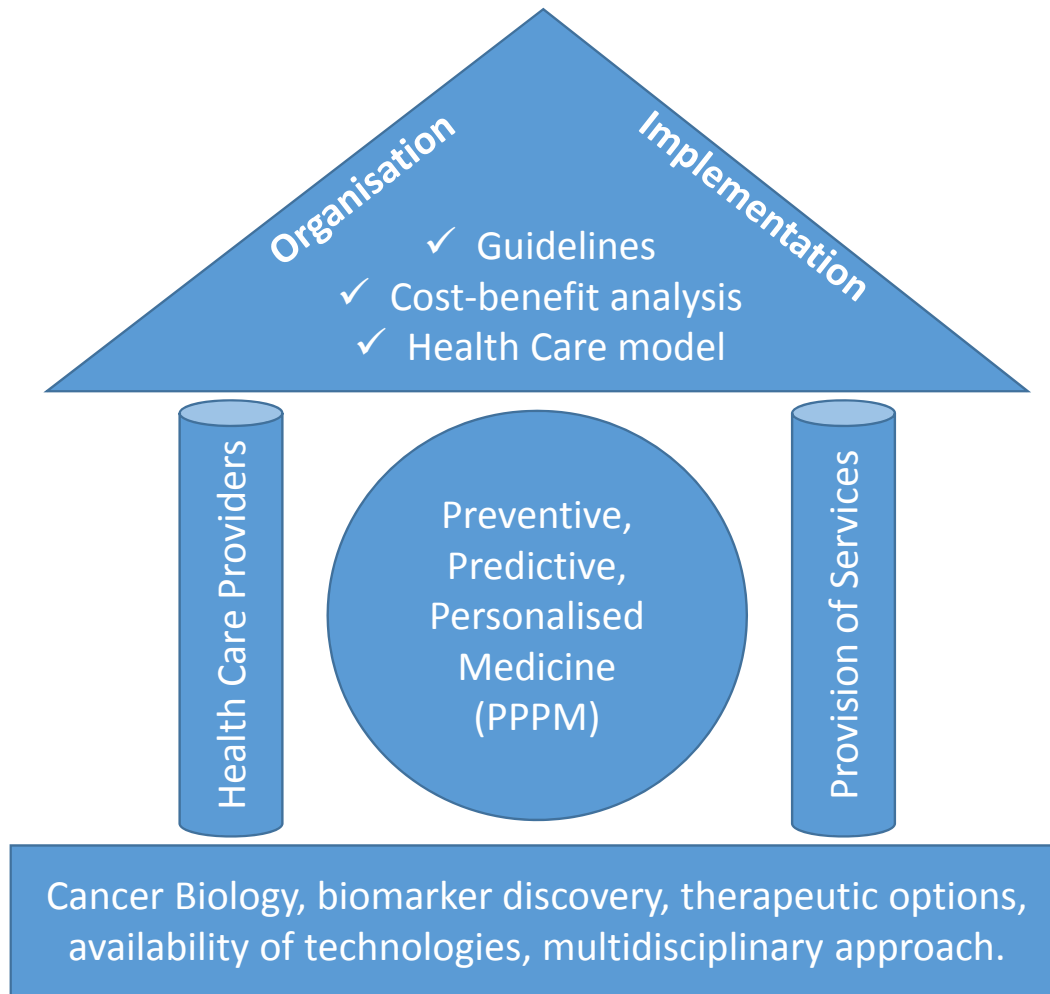 Organisation
Implementation
✓ Guidelines
✓ Cost-benefit analysis
✓ Health Care model
Health Care Providers
Preventive,
Predictive,
Personalised
Medicine
(PPPM)
Provision of Services
Cancer Biology, biomarker discovery, therapeutic options,
availability of technologies, multidisciplinary approach.